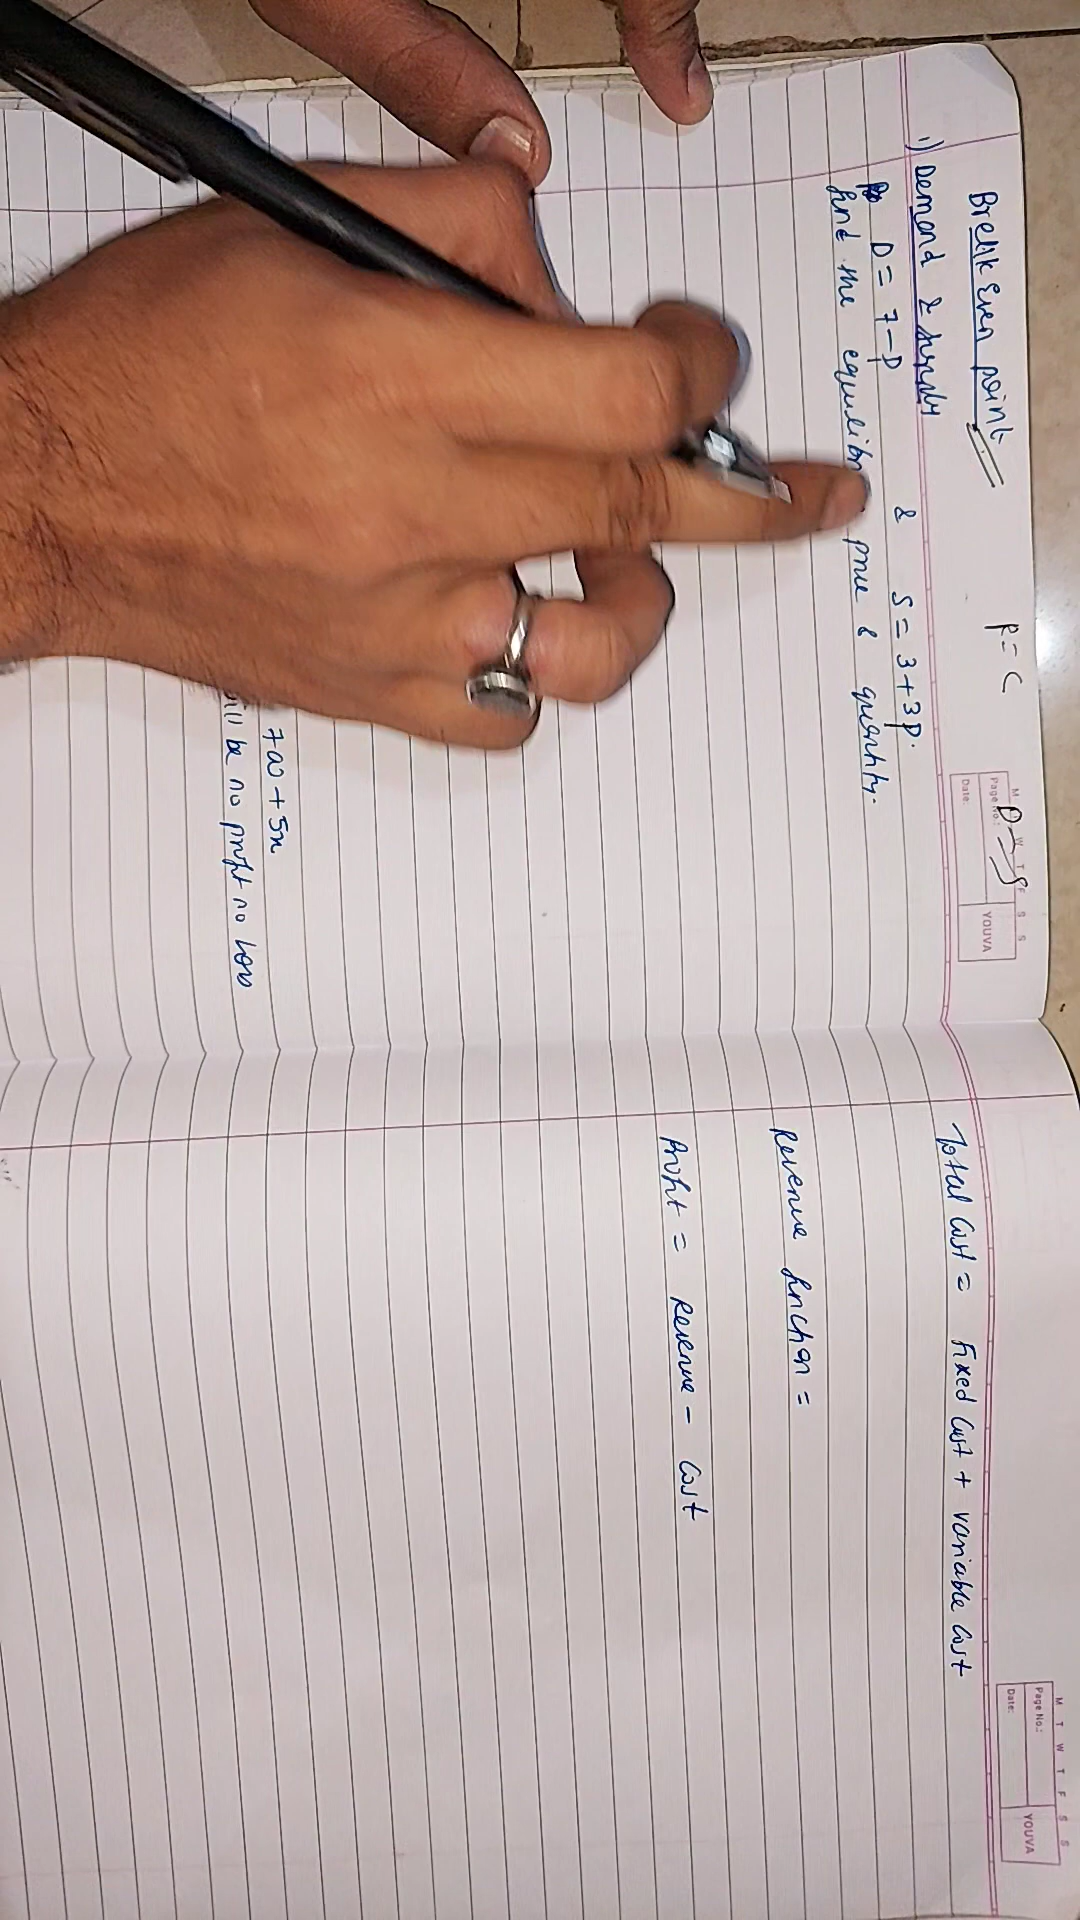 R = C
D = S
M T W T F S S
Page No.:
Date:
YOUVA
Break Even point
1) Demand & supply
D = 7 - P & S = 3 + 3P.
find the price & quantity.
700 + 5x
be no profit no loss
M T W T F S S
Page No.:
Date:
YOUVA
Total Cost = Fixed Cost + variable Cost
Revenue function =
Profit = Revenue - Cost